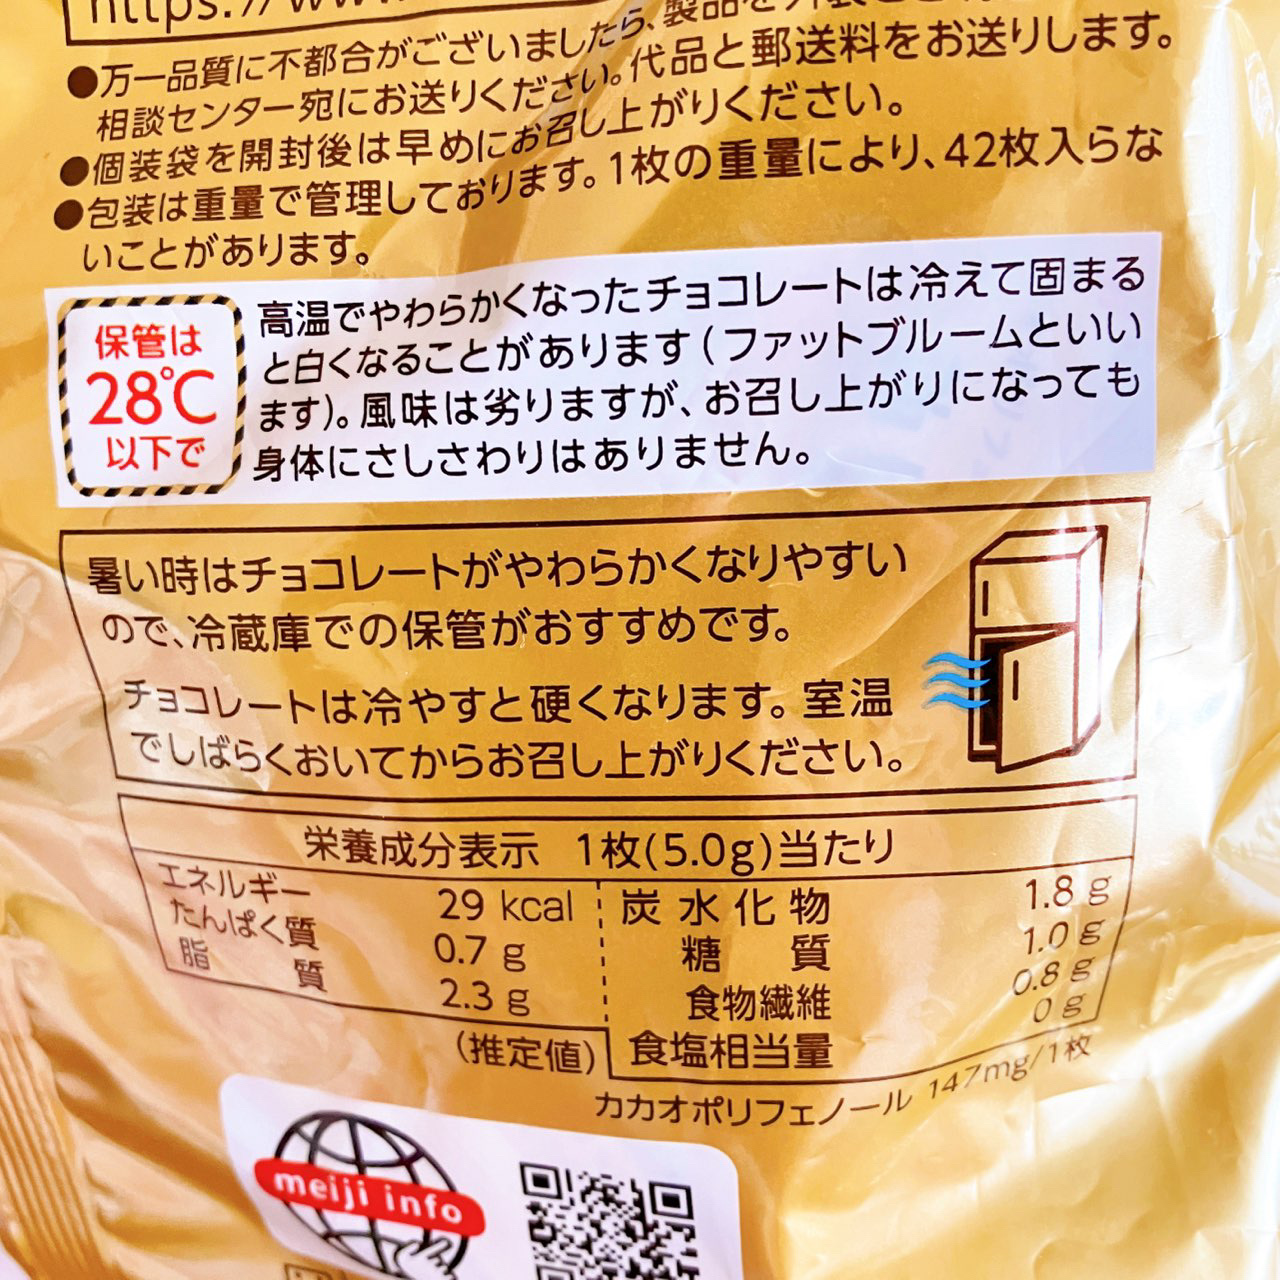 https://www.
●万一品質に不都合がございましたら、製品を
相談センター宛にお送りください。代品と郵送料をお送りします。
●個装袋を開封後は早めにお召し上がりください。
●包装は重量で管理しております。1枚の重量により、42枚入らな
いことがあります。
保管は
28℃
以下で
高温でやわらかくなったチョコレートは冷えて固まる
と白くなることがあります(ファットブルームといい
ます)。風味は劣りますが、お召し上がりになっても
身体にさしさわりはありません。
暑い時はチョコレートがやわらかくなりやすい
ので、冷蔵庫での保管がおすすめです。
チョコレートは冷やすと硬くなります。室温
でしばらくおいてからお召し上がりください。
栄養成分表示 1枚(5.0g)当たり
エネルギー 29 kcal
たんぱく質 0.7 g
脂質 2.3 g
炭水化物 1.8 g
糖質 1.0 g
食物繊維 0.8 g
食塩相当量 0 g
(推定値)
カカオポリフェノール 147mg/1枚
meiji info